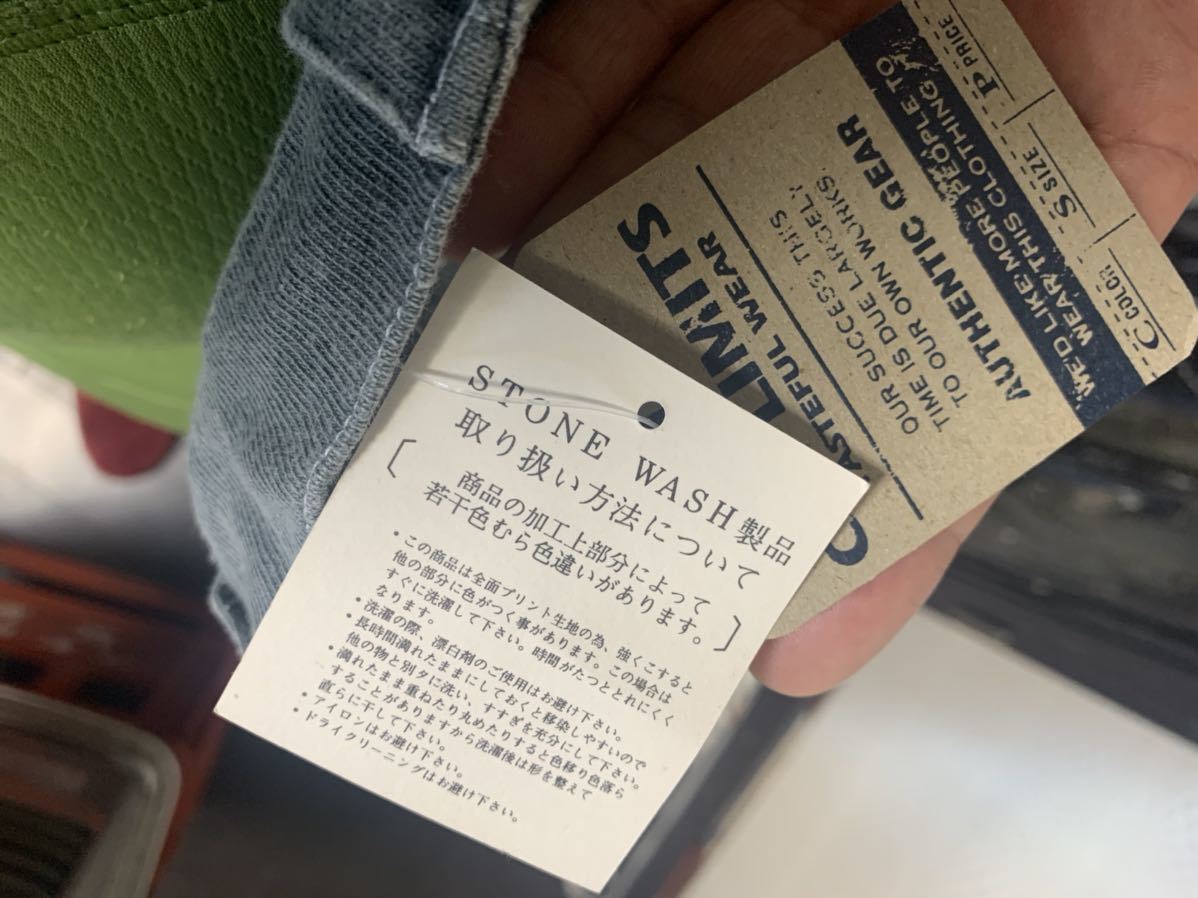 STONE WASH製品
取り扱い方法について
〔商品の加工上部分によって
若干色むら色違いがあります。〕
・この商品は全面プリント生地の為、強くこすると
他の部分に色がつく事があります。この場合は
すぐに洗濯して下さい。時間がたつととれにくく
なります。
・洗濯の際、漂白剤のご使用はお避け下さい。
・長時間満れたままにしておくと移染しやすいので
他の物と別タに洗い、すすぎを充分にして下さい。
・満れたまま重ねたり丸めたりすると色移り色落ら
することがありますから洗濯後は形を整えて
直らに干して下さい。
・アイロンはお避け下さい。
・ドライクリーニングはお避け下さい。
LIMITS
ASTEFUL WEAR
OUR SUCCESS THIS
TIME IS DUE LARGELY
TO OUR OWN WORKS.
AUTHENTIC GEAR
WE'D LIKE MORE PEOPLE TO
WEAR THIS CLOTHING
P PRICE
S SIZE
C COLOR